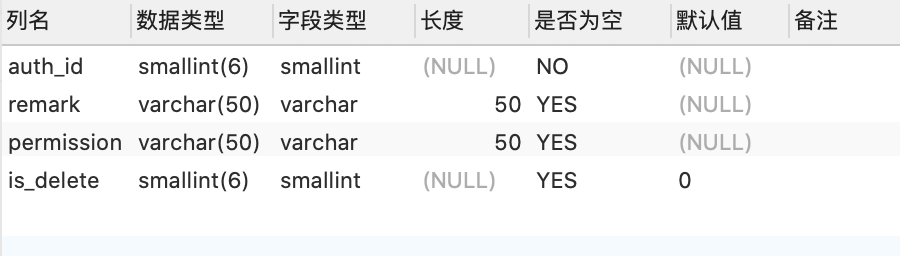 列名 数据类型 字段类型 长度 是否为空 默认值 备注
auth_id smallint(6) smallint (NULL) NO (NULL)
remark varchar(50) varchar 50 YES (NULL)
permission varchar(50) varchar 50 YES (NULL)
is_delete smallint(6) smallint (NULL) YES 0